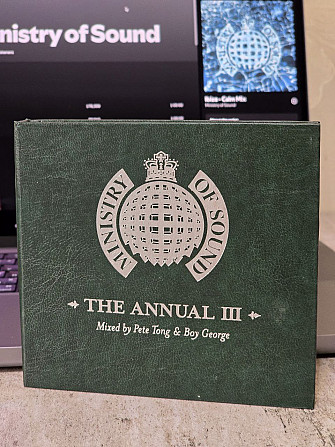 nistry of Sound
Ibiza - Calm Mix
Ministry of Sound
MINISTRY OF SOUND
THE ANNUAL III
Mixed by Pete Tong & Boy George